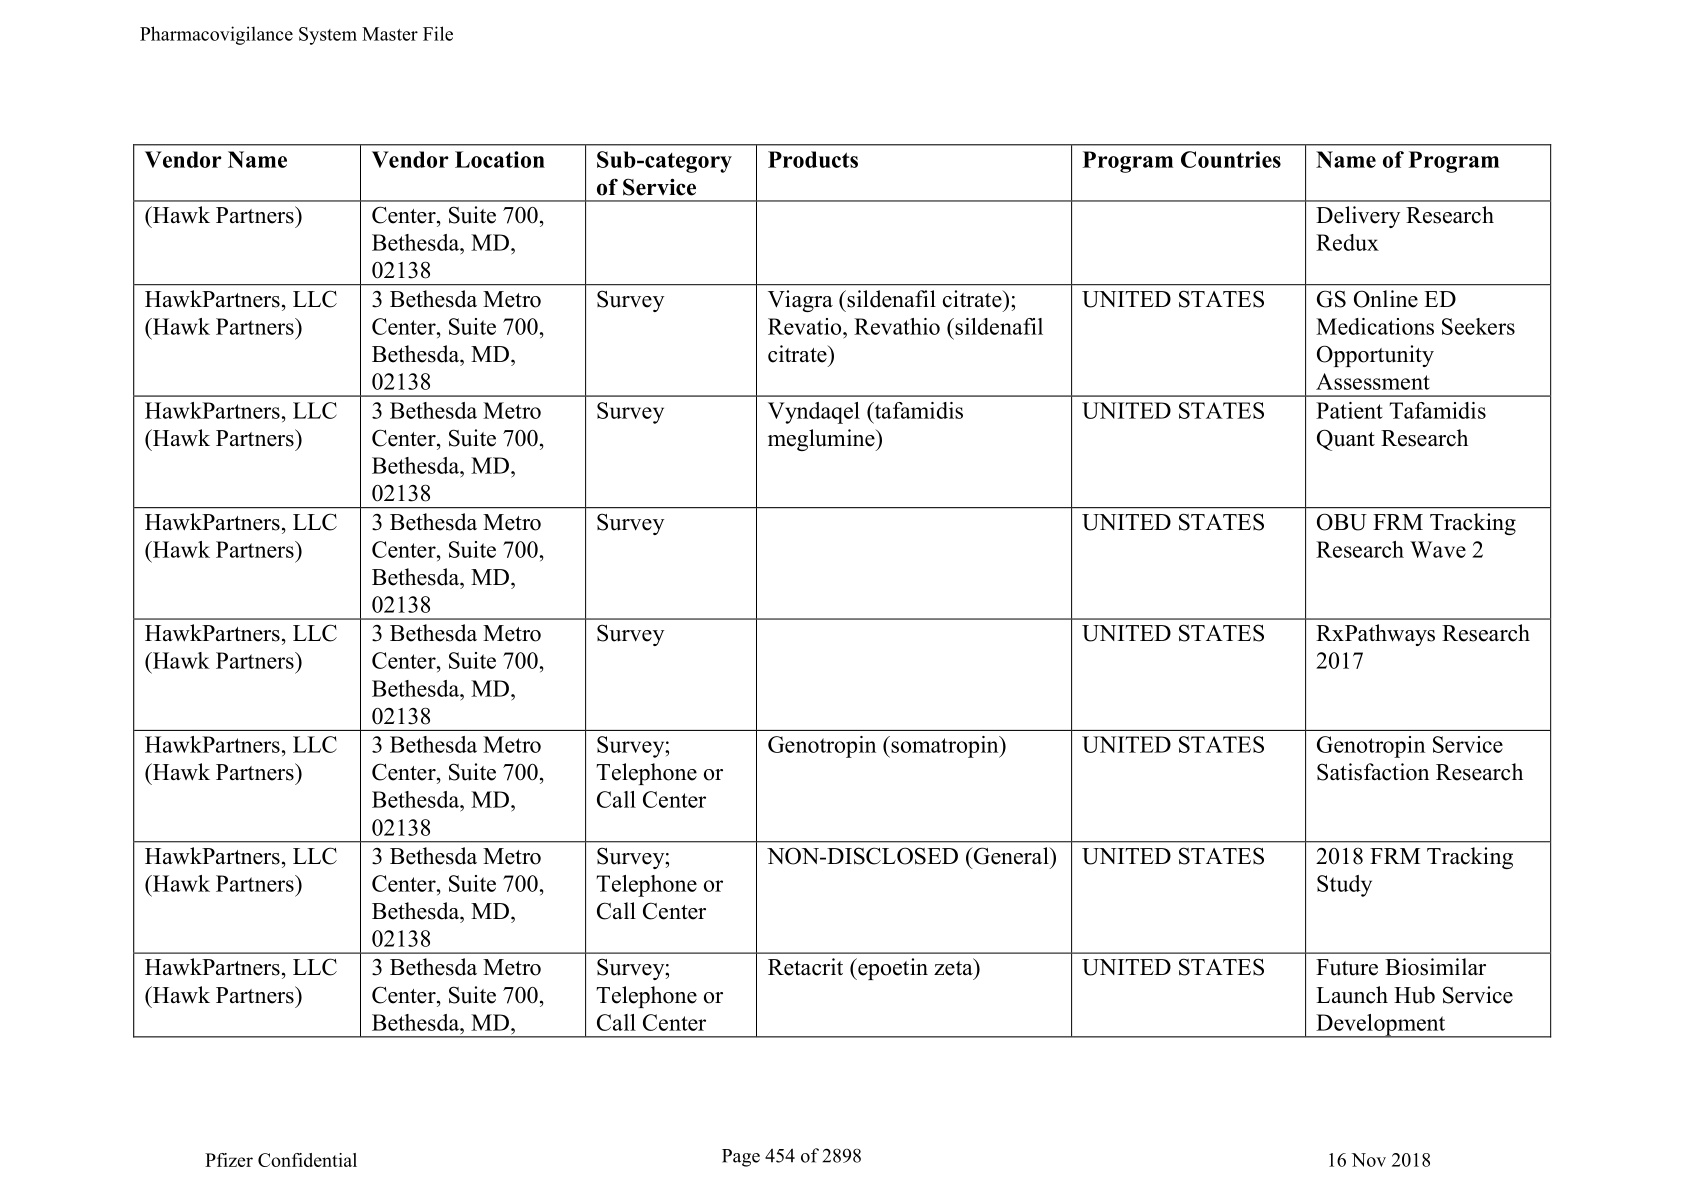 Pharmacovigilance System Master File
Vendor Name
Vendor Location
Sub-category
of Service
Products
Program Countries
Name of Program
(Hawk Partners)
Center, Suite 700,
Bethesda, MD,
02138
Delivery Research
Redux
HawkPartners, LLC
(Hawk Partners)
3 Bethesda Metro
Center, Suite 700,
Bethesda, MD,
02138
Survey
Viagra (sildenafil citrate);
Revatio, Revathio (sildenafil
citrate)
UNITED STATES
GS Online ED
Medications Seekers
Opportunity
Assessment
HawkPartners, LLC
(Hawk Partners)
3 Bethesda Metro
Center, Suite 700,
Bethesda, MD,
02138
Survey
Vyndaqel (tafamidis
meglumine)
UNITED STATES
Patient Tafamidis
Quant Research
HawkPartners, LLC
(Hawk Partners)
3 Bethesda Metro
Center, Suite 700,
Bethesda, MD,
02138
Survey
UNITED STATES
OBU FRM Tracking
Research Wave 2
HawkPartners, LLC
(Hawk Partners)
3 Bethesda Metro
Center, Suite 700,
Bethesda, MD,
02138
Survey
UNITED STATES
RxPathways Research
2017
HawkPartners, LLC
(Hawk Partners)
3 Bethesda Metro
Center, Suite 700,
Bethesda, MD,
02138
Survey;
Telephone or
Call Center
Genotropin (somatropin)
UNITED STATES
Genotropin Service
Satisfaction Research
HawkPartners, LLC
(Hawk Partners)
3 Bethesda Metro
Center, Suite 700,
Bethesda, MD,
02138
Survey;
Telephone or
Call Center
NON-DISCLOSED (General)
UNITED STATES
2018 FRM Tracking
Study
HawkPartners, LLC
(Hawk Partners)
3 Bethesda Metro
Center, Suite 700,
Bethesda, MD,
Survey;
Telephone or
Call Center
Retacrit (epoetin zeta)
UNITED STATES
Future Biosimilar
Launch Hub Service
Development
Pfizer Confidential
Page 454 of 2898
16 Nov 2018